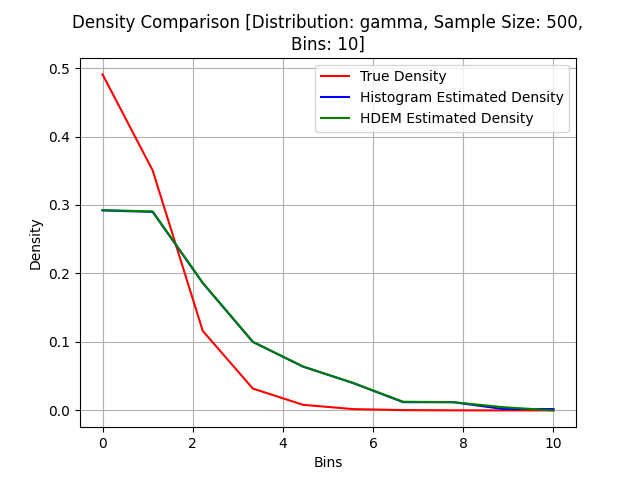 Density Comparison [Distribution: gamma, Sample Size: 500,
Bins: 10]
True Density
Histogram Estimated Density
HDEM Estimated Density
Density
0.5
0.4
0.3
0.2
0.1
0.0
0 2 4 6 8 10
Bins